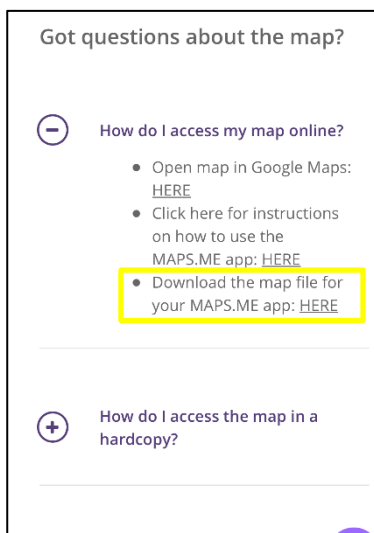 Got questions about the map?
How do I access my map online?
● Open map in Google Maps:
HERE
● Click here for instructions
on how to use the
MAPS.ME app: HERE
● Download the map file for
your MAPS.ME app: HERE
How do I access the map in a
hardcopy?